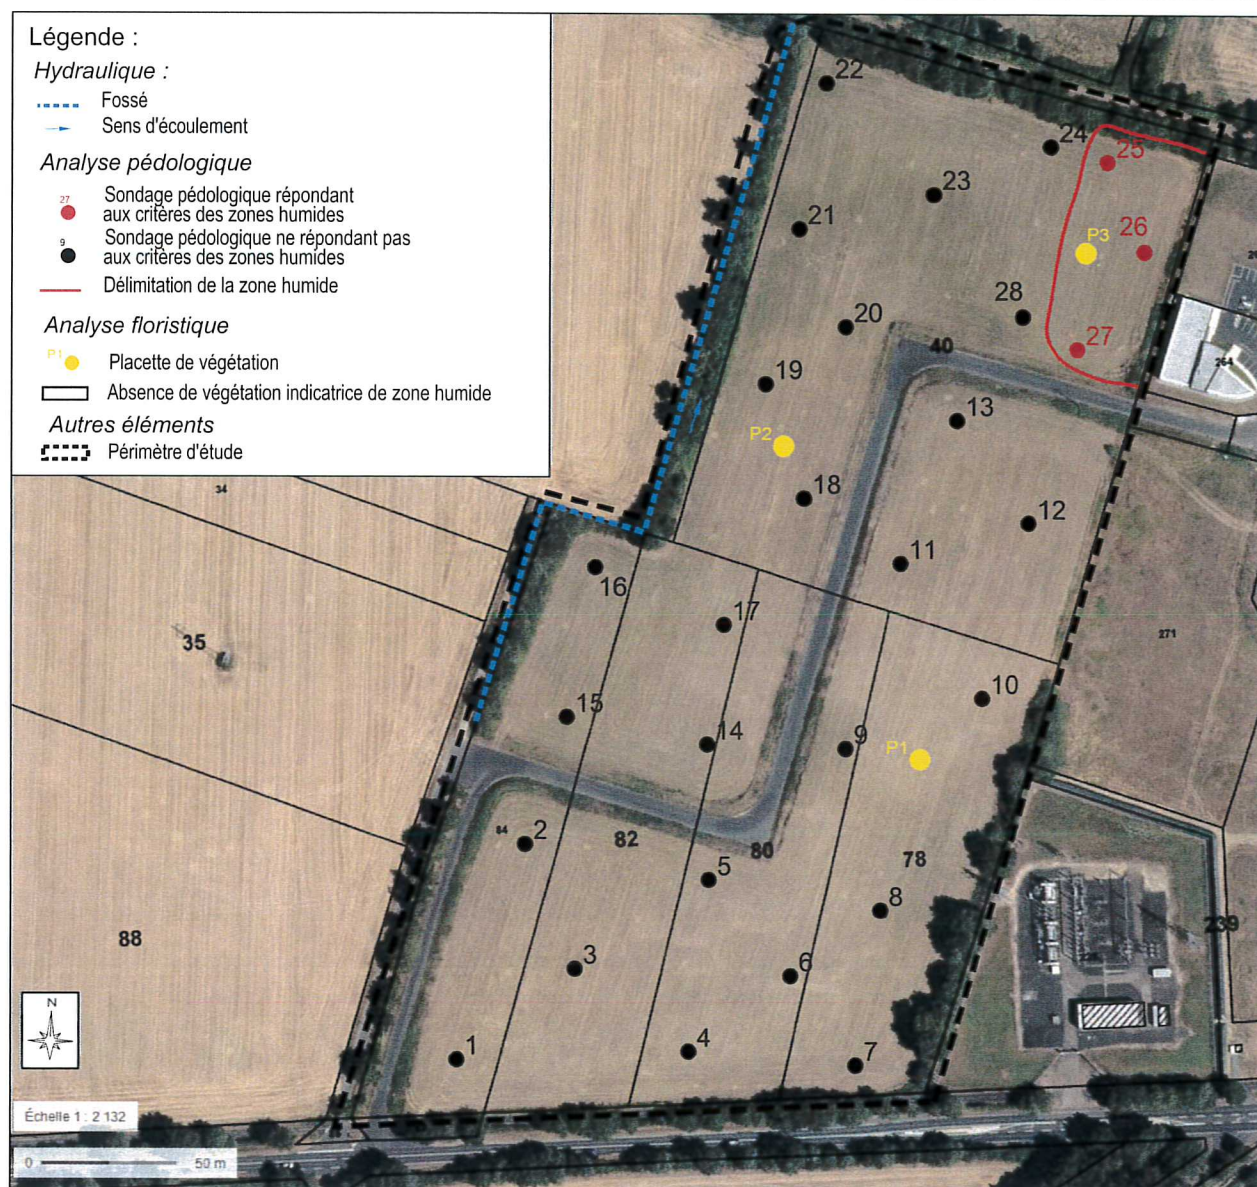 Légende :
Hydraulique :
Fossé
Sens d'écoulement
Analyse pédologique
27
Sondage pédologique répondant
aux critères des zones humides
9
Sondage pédologique ne répondant pas
aux critères des zones humides
Délimitation de la zone humide
Analyse floristique
P1
Placette de végétation
Absence de végétation indicatrice de zone humide
Autres éléments
Périmètre d'étude
22
24
25
23
21
P3
26
28
20
27
40
264
19
13
P2
34
18
12
16
11
17
35
271
10
15
14
9
P1
84
2
82
80
5
78
8
239
88
3
6
N
1
4
7
Échelle 1 : 2 132
0
50 m